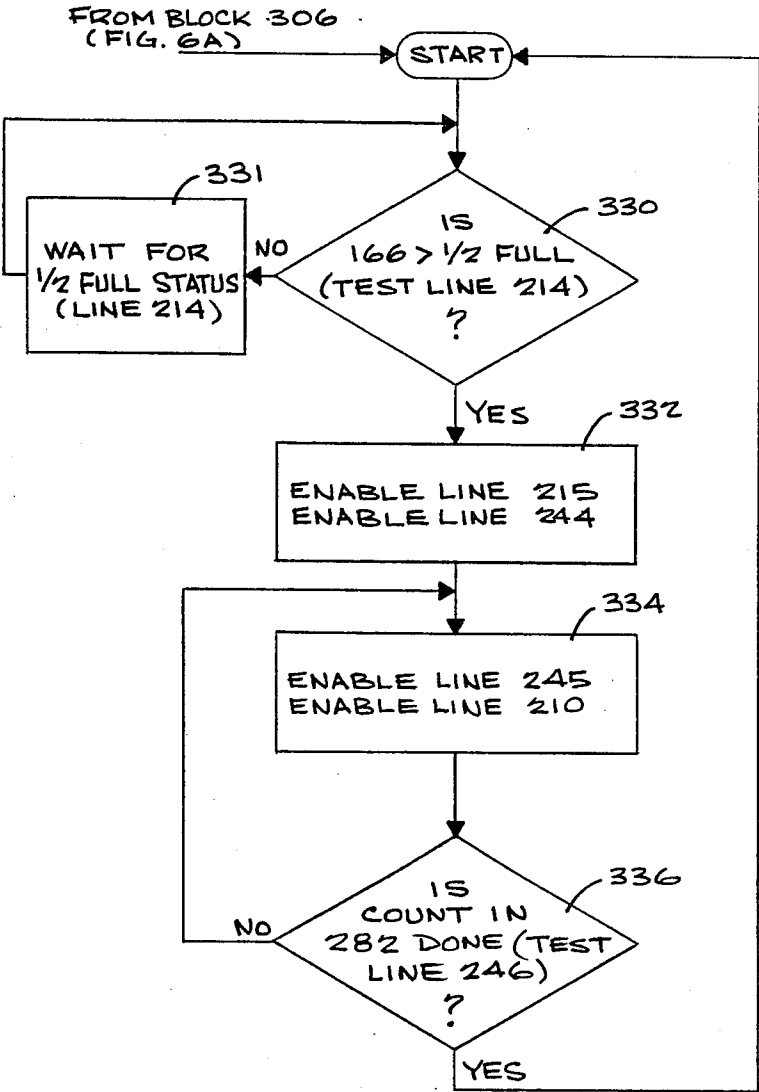 FROM BLOCK 306
(FIG. 6A)
START
331
330
IS
166 > 1/2 FULL
(TEST LINE 214)
?
NO
WAIT FOR
1/2 FULL STATUS
(LINE 214)
YES
332
ENABLE LINE 215
ENABLE LINE 244
334
ENABLE LINE 245
ENABLE LINE 210
336
IS
COUNT IN
282 DONE (TEST
LINE 246)
?
NO
YES